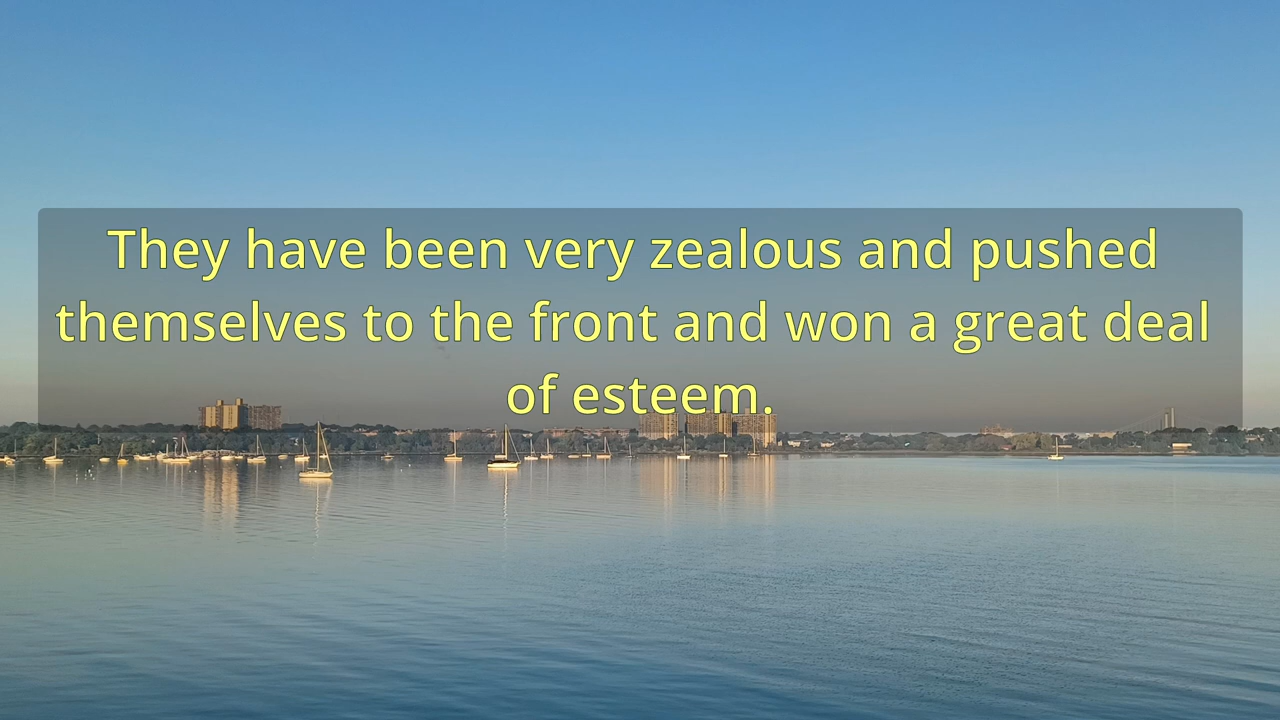 They have been very zealous and pushed
themselves to the front and won a great deal
of esteem.